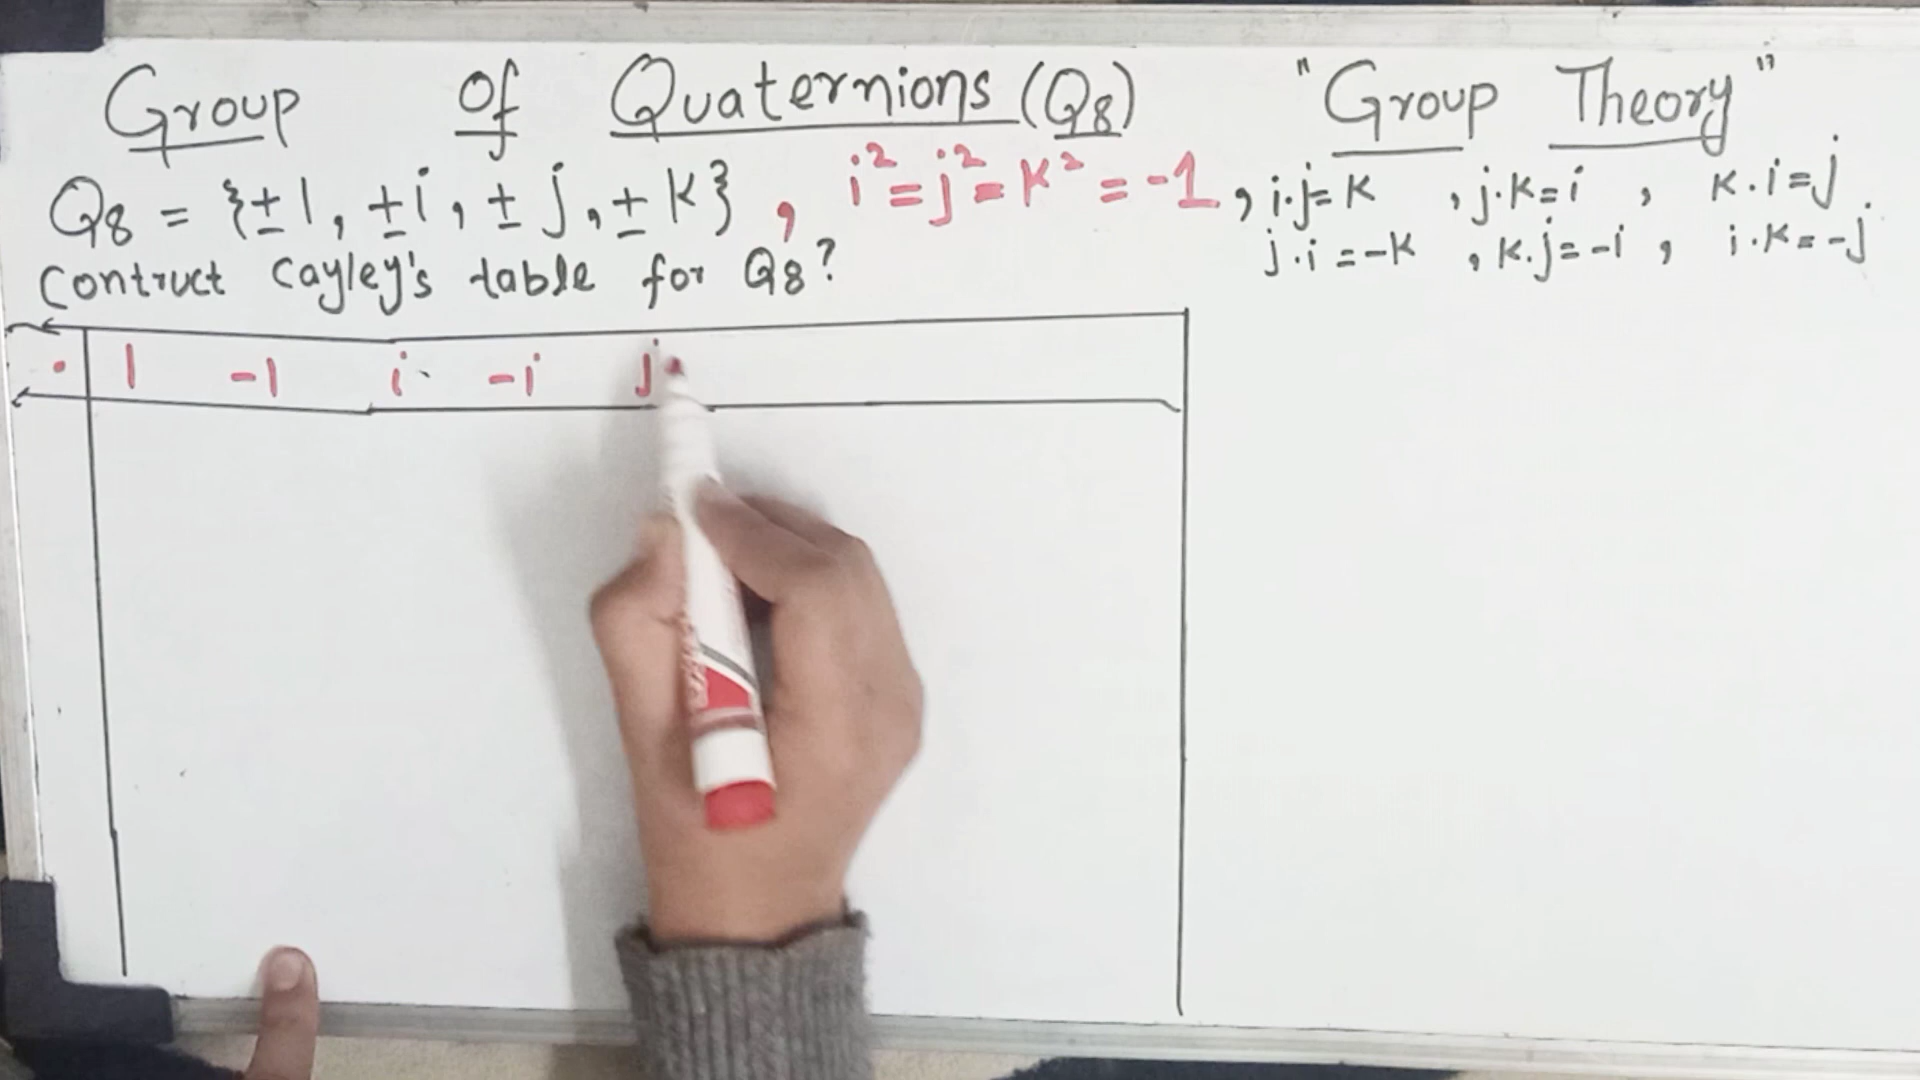 Group Of Quaternions (Q8) "Group Theory"
Q8 = {±1, ±i, ±j, ±k} , i² = j² = k² = -1 , i.j=k , j.k=i , k.i=j
j.i=-k , k.j=-i , i.k=-j
Contruct Cayley's table for Q8?
. 1 -1 i -i j